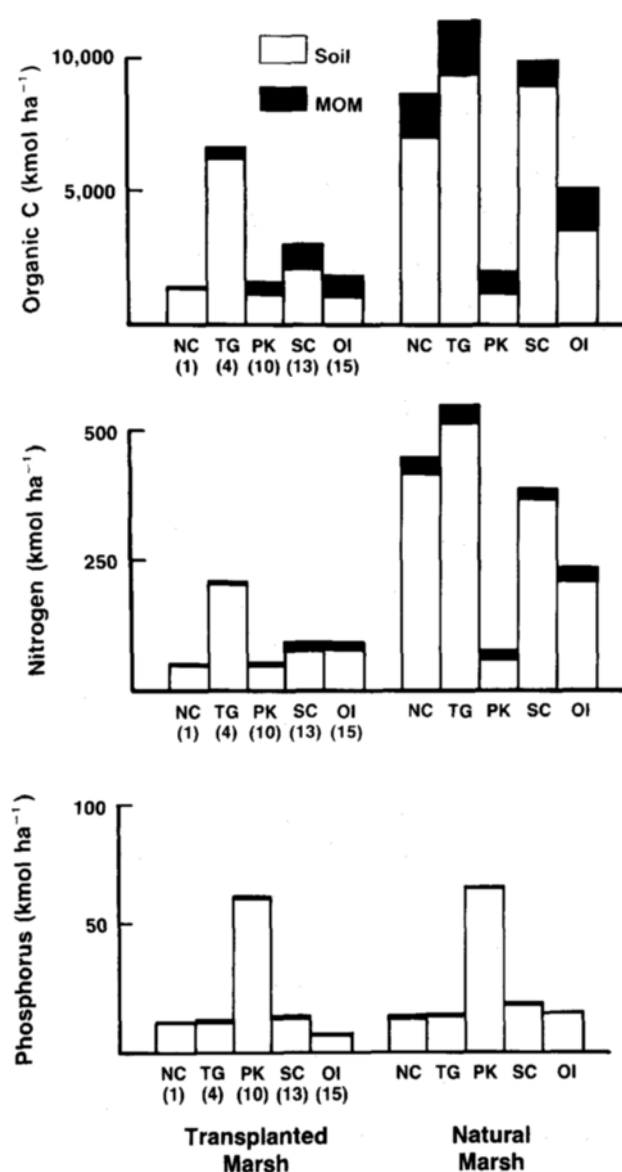 Organic C (kmol ha⁻¹)
10,000
5,000
Soil
MOM
NC TG PK SC OI NC TG PK SC OI
(1) (4) (10) (13) (15)
Nitrogen (kmol ha⁻¹)
500
250
NC TG PK SC OI NC TG PK SC OI
(1) (4) (10) (13) (15)
Phosphorus (kmol ha⁻¹)
100
50
NC TG PK SC OI NC TG PK SC OI
(1) (4) (10) (13) (15)
Transplanted Natural
Marsh Marsh